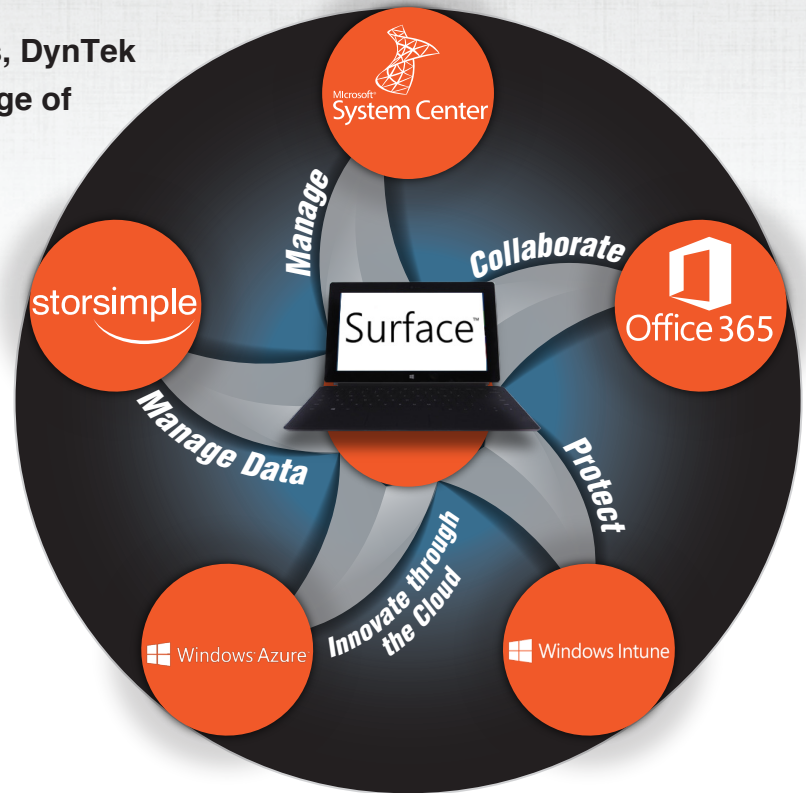 s, DynTek
ge of
Microsoft®
System Center
Manage
Collaborate
storsimple
Surface™
Office 365
Manage Data
Protect
Innovate through
the Cloud
Windows Azure
Windows Intune